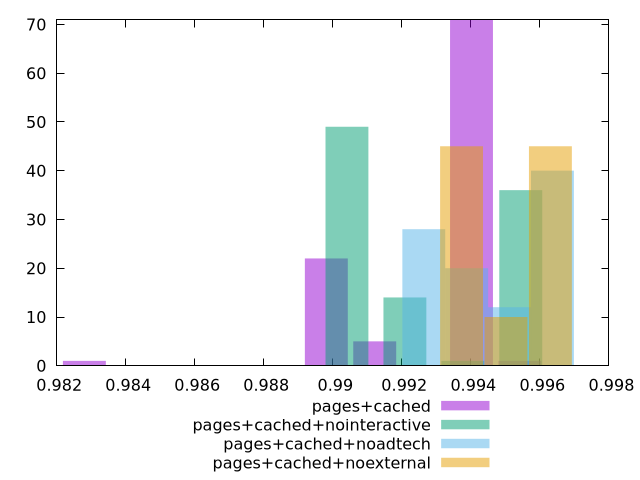 70
60
50
40
30
20
10
0
0.982 0.984 0.986 0.988 0.99 0.992 0.994 0.996 0.998
pages+cached
pages+cached+nointeractive
pages+cached+noadtech
pages+cached+noexternal